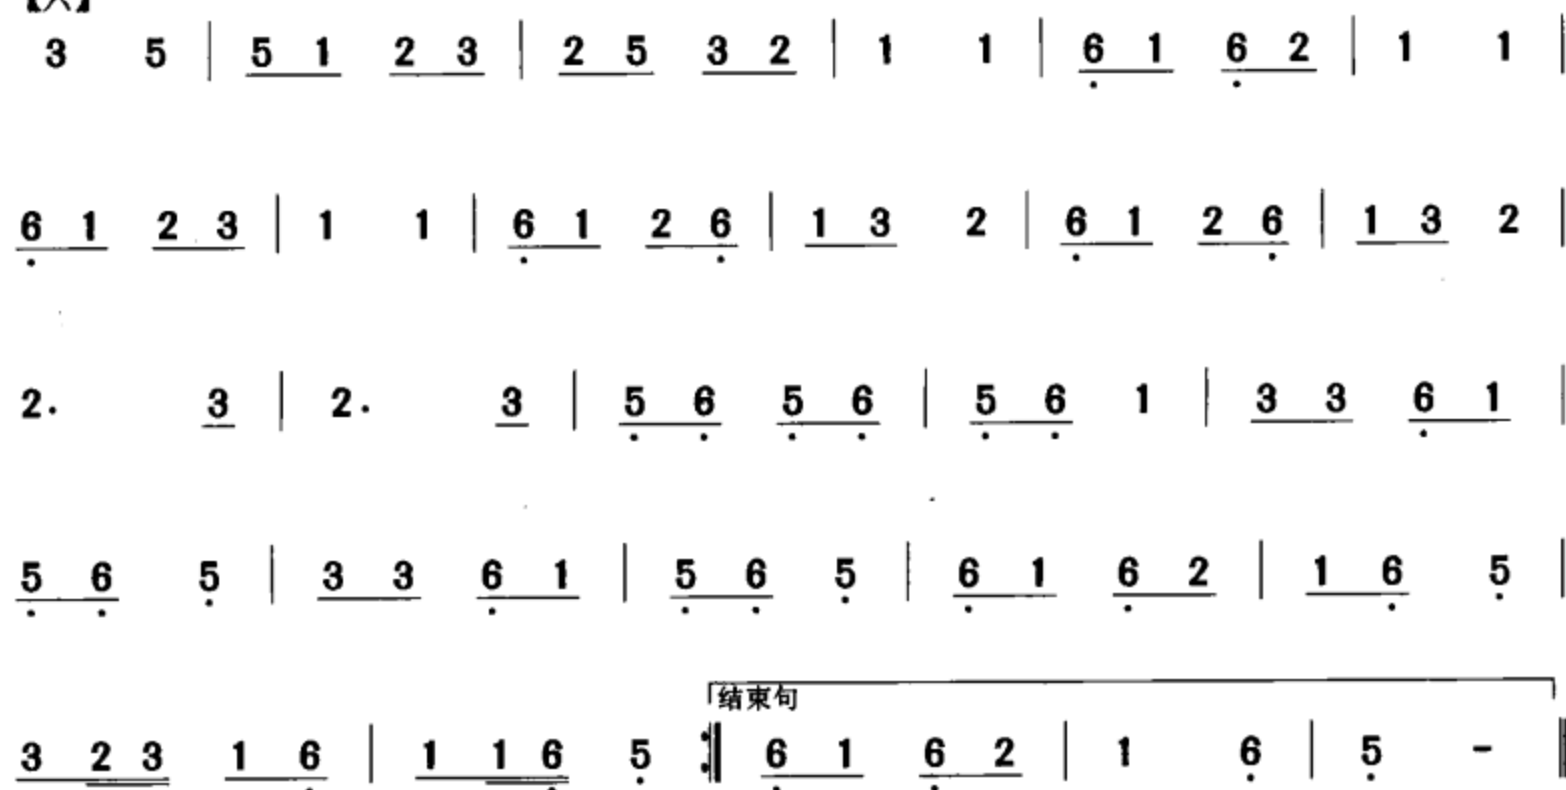 【六】
3 5 | 5 1 2 3 | 2 5 3 2 | 1 1 | 6̣ 1 6̣ 2 | 1 1 |
6̣ 1 2 3 | 1 1 | 6̣ 1 2 6̣ | 1 3 2 | 6̣ 1 2 6̣ | 1 3 2 |
2. 3 | 2. 3 | 5̣ 6̣ 5̣ 6̣ | 5̣ 6̣ 1 | 3 3 6̣ 1 |
5̣ 6̣ 5̣ | 3 3 6̣ 1 | 5̣ 6̣ 5̣ | 6̣ 1 6̣ 2 | 1 6̣ 5̣ |
结束句
3 2 3 1 6̣ | 1 1 6̣ 5̣ :‖ 6̣ 1 6̣ 2 | 1 6̣ | 5̣ - ‖